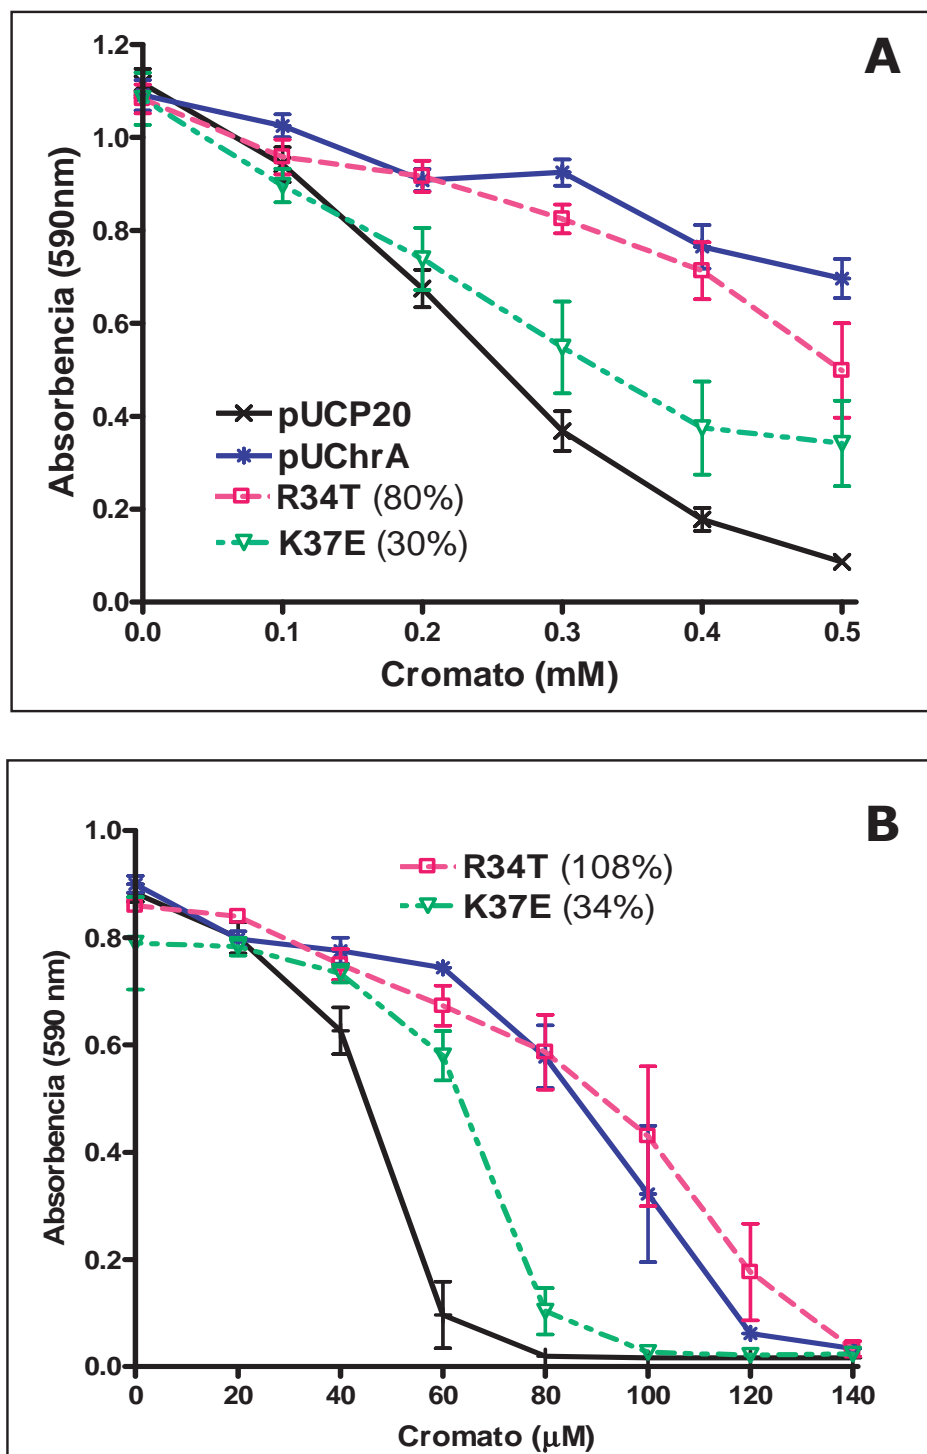 A
1.2
1.0
0.8
0.6
0.4
0.2
0.0
Absorbencia (590nm)
pUCP20
pUChrA
R34T (80%)
K37E (30%)
0.0 0.1 0.2 0.3 0.4 0.5
Cromato (mM)
B
1.0
0.8
0.6
0.4
0.2
0.0
Absorbencia (590 nm)
R34T (108%)
K37E (34%)
0 20 40 60 80 100 120 140
Cromato (μM)